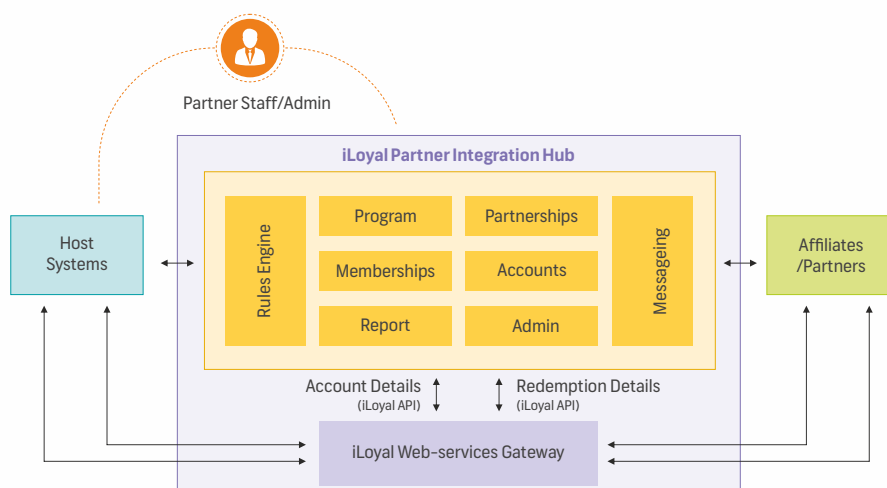 Partner Staff/Admin
iLoyal Partner Integration Hub
Host
Systems
Rules Engine
Program
Partnerships
Memberships
Accounts
Report
Admin
Messageing
Affiliates
/Partners
Account Details
(iLoyal API)
Redemption Details
(iLoyal API)
iLoyal Web-services Gateway